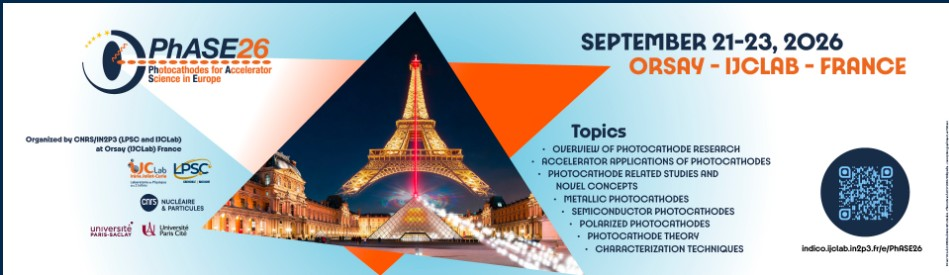 PhASE26
Photocathodes for Accelerator
Science in Europe
SEPTEMBER 21-23, 2026
ORSAY - IJCLAB - FRANCE
Organized by CNRS/IN2P3 (LPSC and IJCLab)
at Orsay (IJCLab) France
IJCLab
Irène Joliot-Curie
LPSC
cnrs
NUCLÉAIRE
& PARTICULES
université
PARIS-SACLAY
Université
Paris Cité
Topics
· OVERVIEW OF PHOTOCATHODE RESEARCH
· ACCELERATOR APPLICATIONS OF PHOTOCATHODES
· PHOTOCATHODE RELATED STUDIES AND
NOVEL CONCEPTS
· METALLIC PHOTOCATHODES
· SEMICONDUCTOR PHOTOCATHODES
· POLARIZED PHOTOCATHODES
· PHOTOCATHODE THEORY
· CHARACTERIZATION TECHNIQUES
indico.ijclab.in2p3.fr/e/PhASE26